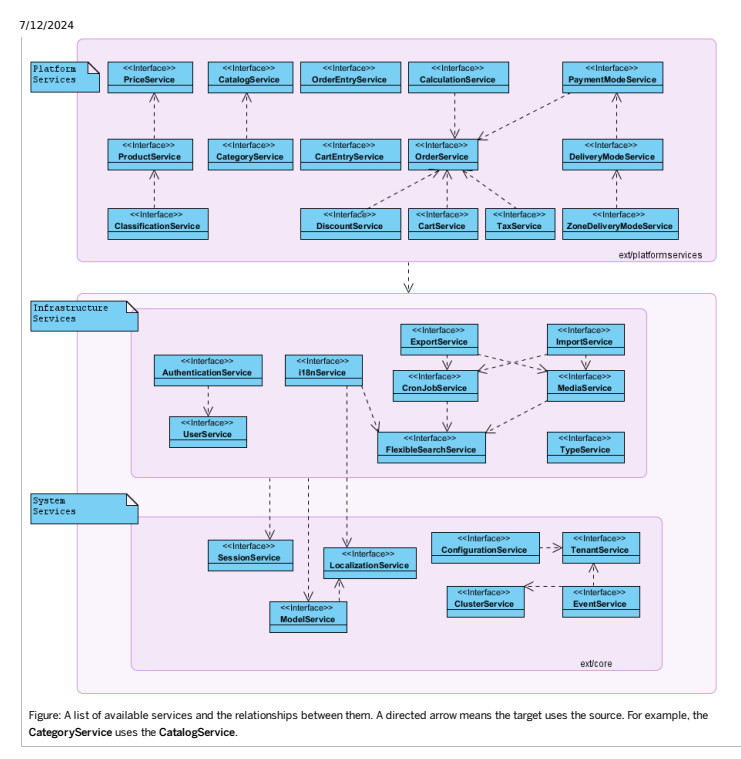 7/12/2024
Platform
Services
<<Interface>>
PriceService
<<Interface>>
CatalogService
<<Interface>>
OrderEntryService
<<Interface>>
CalculationService
<<Interface>>
PaymentModeService
<<Interface>>
ProductService
<<Interface>>
CategoryService
<<Interface>>
CartEntryService
<<Interface>>
OrderService
<<Interface>>
DeliveryModeService
<<Interface>>
ClassificationService
<<Interface>>
DiscountService
<<Interface>>
CartService
<<Interface>>
TaxService
<<Interface>>
ZoneDeliveryModeService
ext/platformservices
Infrastructure
Services
<<Interface>>
ExportService
<<Interface>>
ImportService
<<Interface>>
AuthenticationService
<<Interface>>
i18nService
<<Interface>>
CronJobService
<<Interface>>
MediaService
<<Interface>>
UserService
<<Interface>>
FlexibleSearchService
<<Interface>>
TypeService
System
Services
<<Interface>>
SessionService
<<Interface>>
LocalizationService
<<Interface>>
ConfigurationService
<<Interface>>
TenantService
<<Interface>>
ModelService
<<Interface>>
ClusterService
<<Interface>>
EventService
ext/core
Figure: A list of available services and the relationships between them. A directed arrow means the target uses the source. For example, the
CategoryService uses the CatalogService.